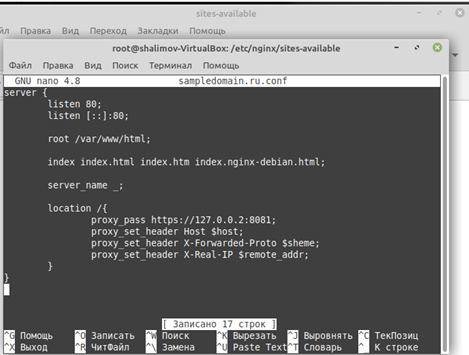 sites-available
йл Правка Вид Переход Закладки Помощь
root@shalimov-VirtualBox: /etc/nginx/sites-available
Файл Правка Вид Поиск Терминал Помощь
GNU nano 4.8 sampledomain.ru.conf
server {
listen 80;
listen [::]:80;
root /var/www/html;
index index.html index.htm index.nginx-debian.html;
server_name _;
location /{
proxy_pass https://127.0.0.2:8081;
proxy_set_header Host $host;
proxy_set_header X-Forwarded-Proto $sheme;
proxy_set_header X-Real-IP $remote_addr;
}
}
[ Записано 17 строк ]
^G Помощь ^O Записать ^W Поиск ^K Вырезать ^J Выровнять ^C ТекПозиц
^X Выход ^R ЧитФайл ^\ Замена ^U Paste Text ^T Словарь ^_ К строке